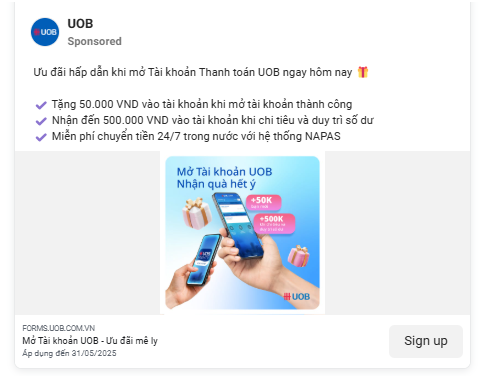 UOB
UOB
Sponsored
Ưu đãi hấp dẫn khi mở Tài khoản Thanh toán UOB ngay hôm nay
Tặng 50.000 VND vào tài khoản khi mở tài khoản thành công
Nhận đến 500.000 VND vào tài khoản khi chi tiêu và duy trì số dư
Miễn phí chuyển tiền 24/7 trong nước với hệ thống NAPAS
Mở Tài khoản UOB
Nhận quà hết ý
+50K
+500K
UOB
FORMS.UOB.COM.VN
Mở Tài khoản UOB - Ưu đãi mê ly
Áp dụng đến 31/05/2025
Sign up